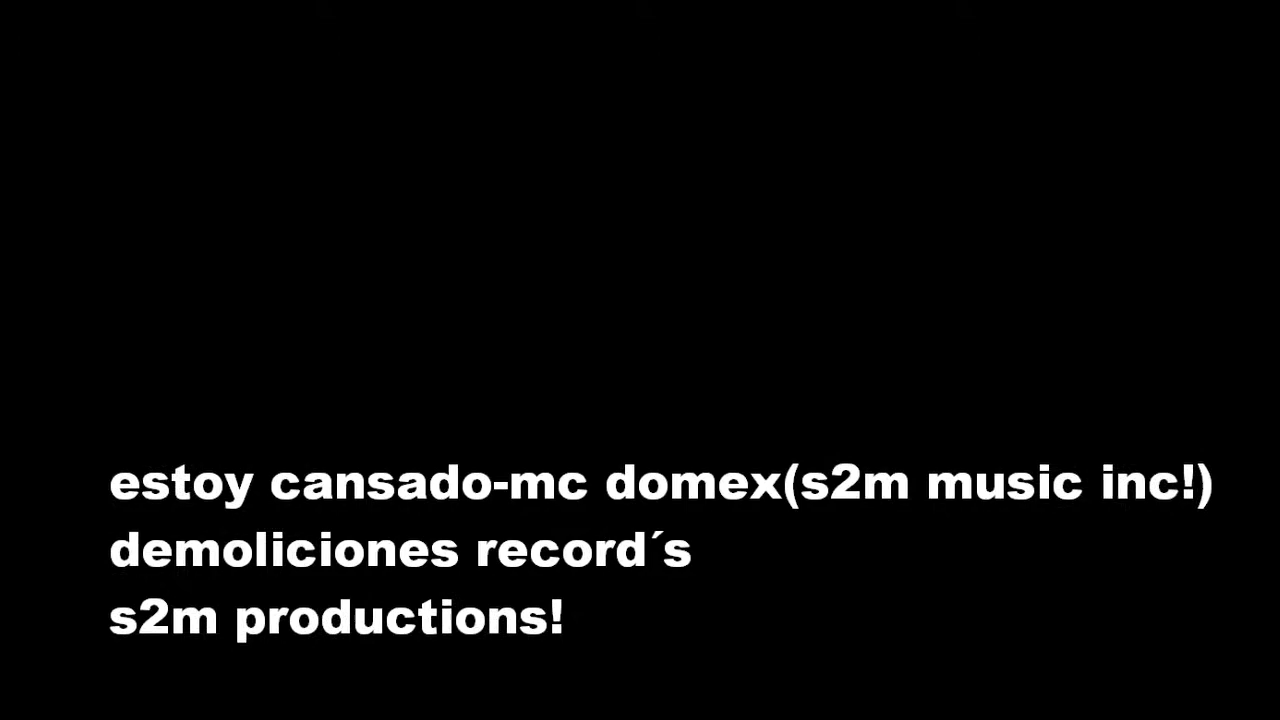 estoy cansado-mc domex(s2m music inc!)
demoliciones record´s
s2m productions!